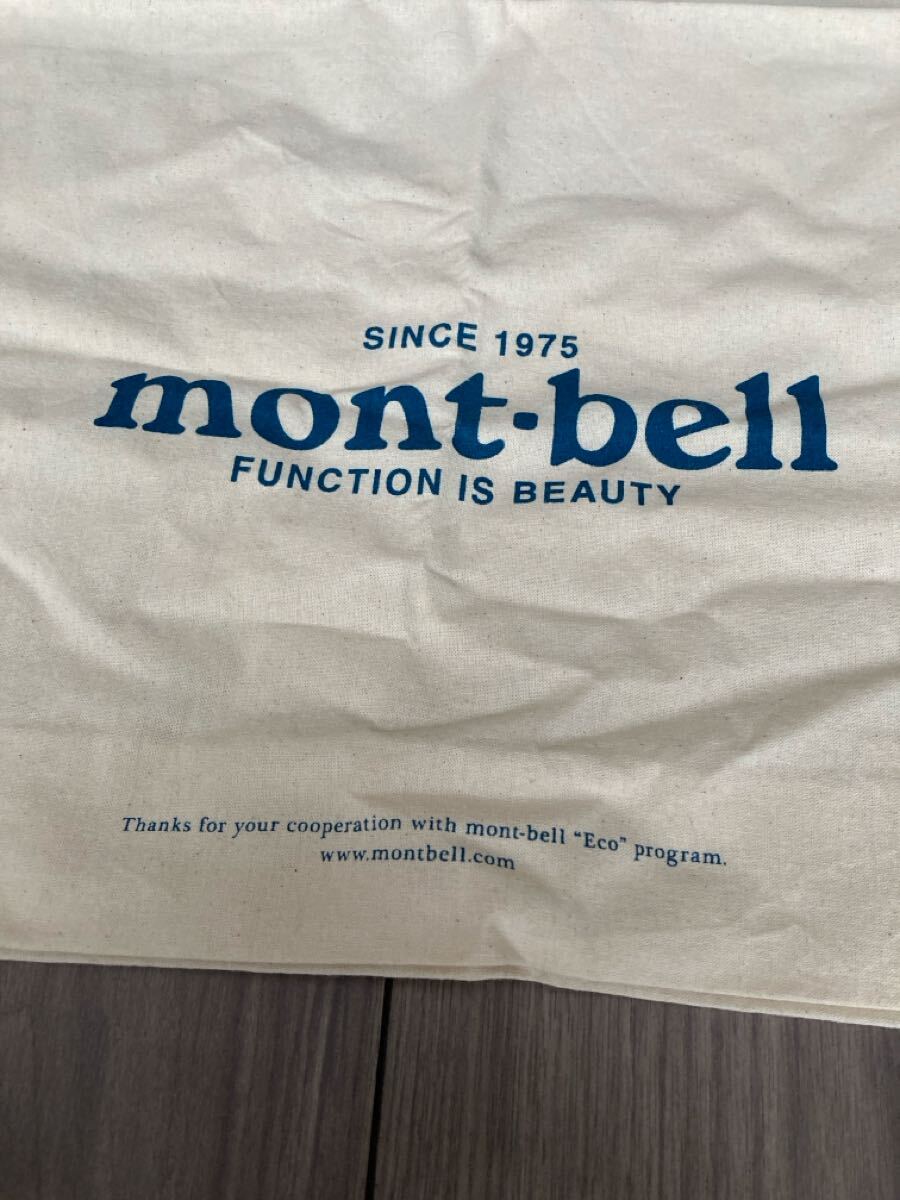 SINCE 1975
mont-bell
FUNCTION IS BEAUTY
Thanks for your cooperation with mont-bell “Eco” program.
www.montbell.com